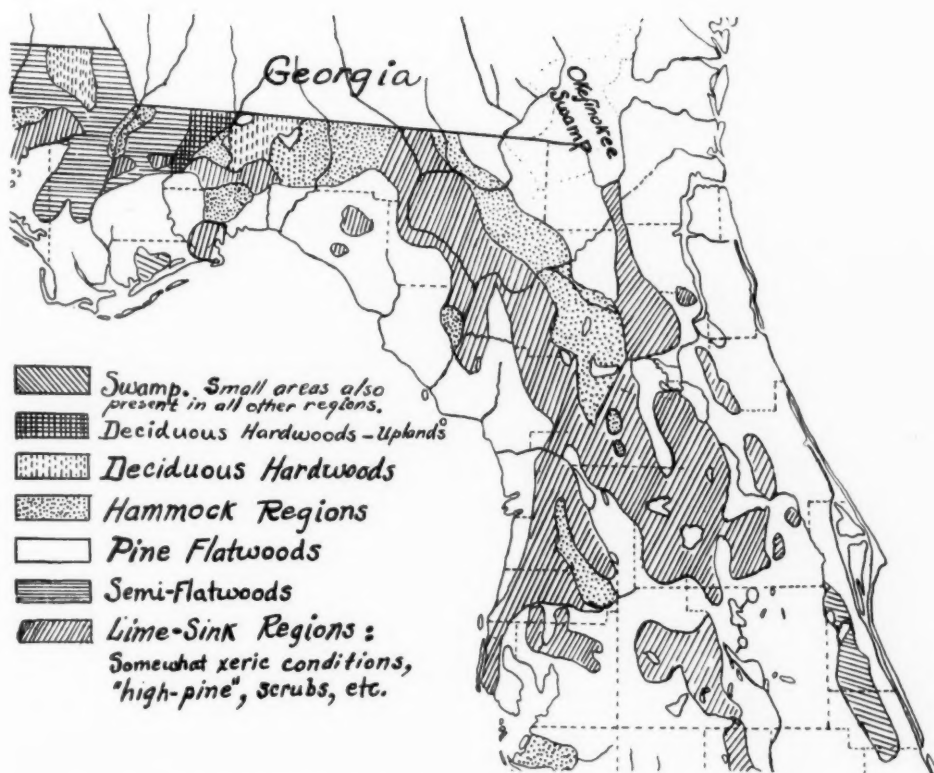 Georgia
Okefinokee
Swamp
Swamp. Small areas also
present in all other regions.
Deciduous Hardwoods – Uplands
Deciduous Hardwoods
Hammock Regions
Pine Flatwoods
Semi-Flatwoods
Lime-Sink Regions:
Somewhat xeric conditions,
"high-pine", scrubs, etc.